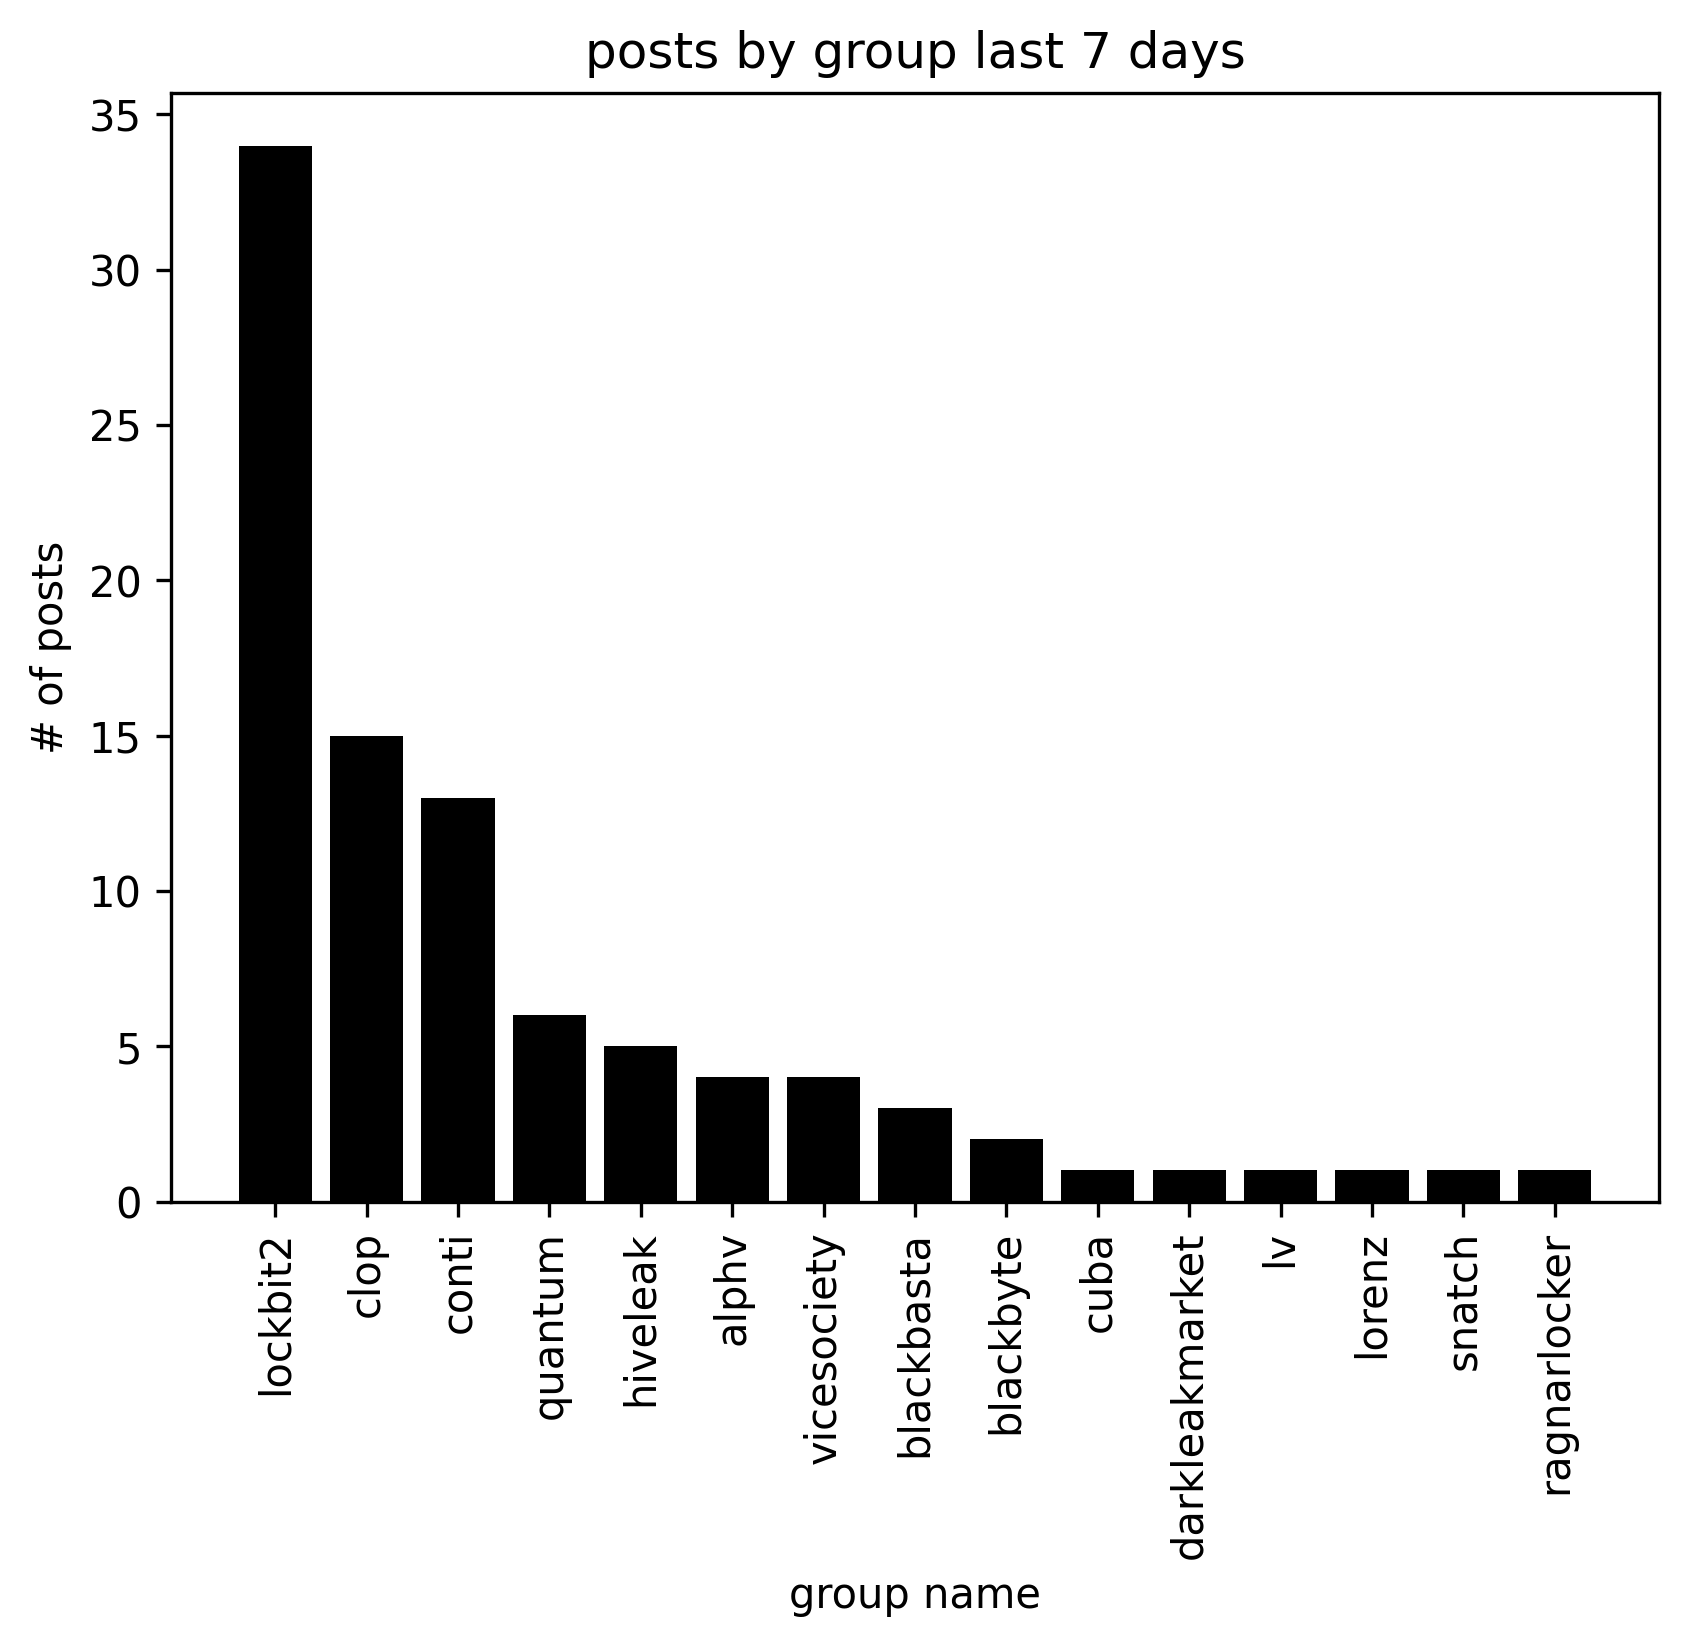 posts by group last 7 days
# of posts
35
30
25
20
15
10
5
0
lockbit2
clop
conti
quantum
hiveleak
alphv
vicesociety
blackbasta
blackbyte
cuba
darkleakmarket
lv
lorenz
snatch
ragnarlocker
group name